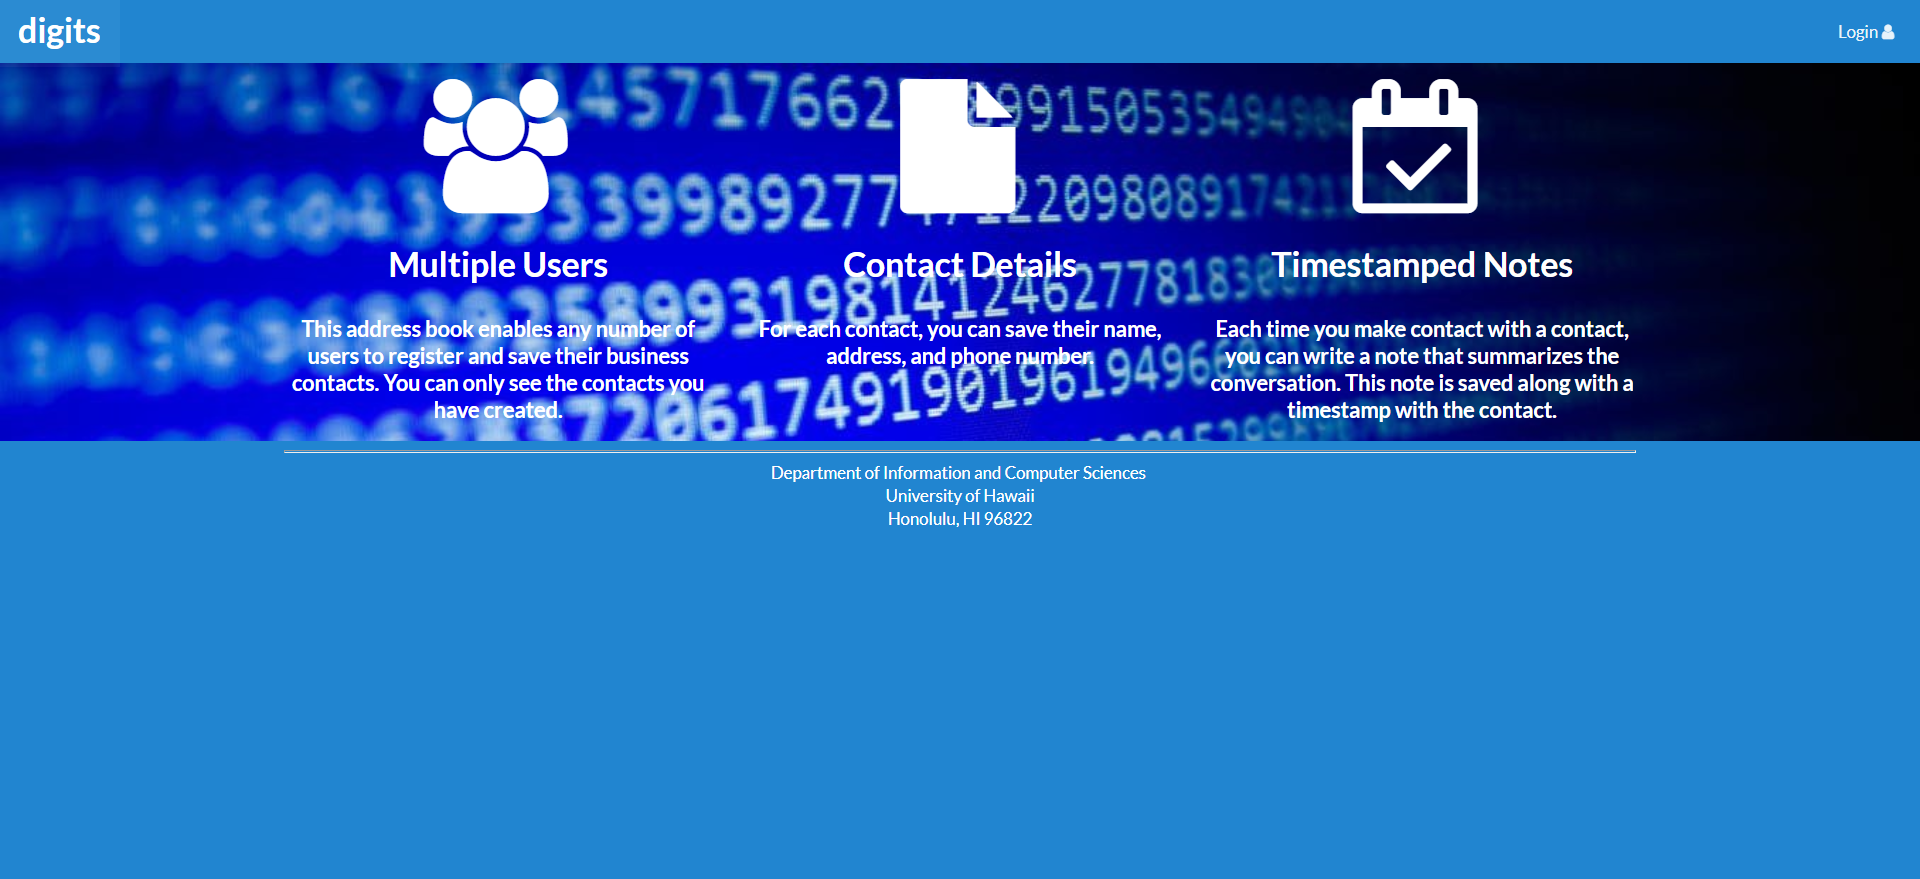 digits
Login
Multiple Users
This address book enables any number of
users to register and save their business
contacts. You can only see the contacts you
have created.
Contact Details
For each contact, you can save their name,
address, and phone number.
Timestamped Notes
Each time you make contact with a contact,
you can write a note that summarizes the
conversation. This note is saved along with a
timestamp with the contact.
Department of Information and Computer Sciences
University of Hawaii
Honolulu, HI 96822